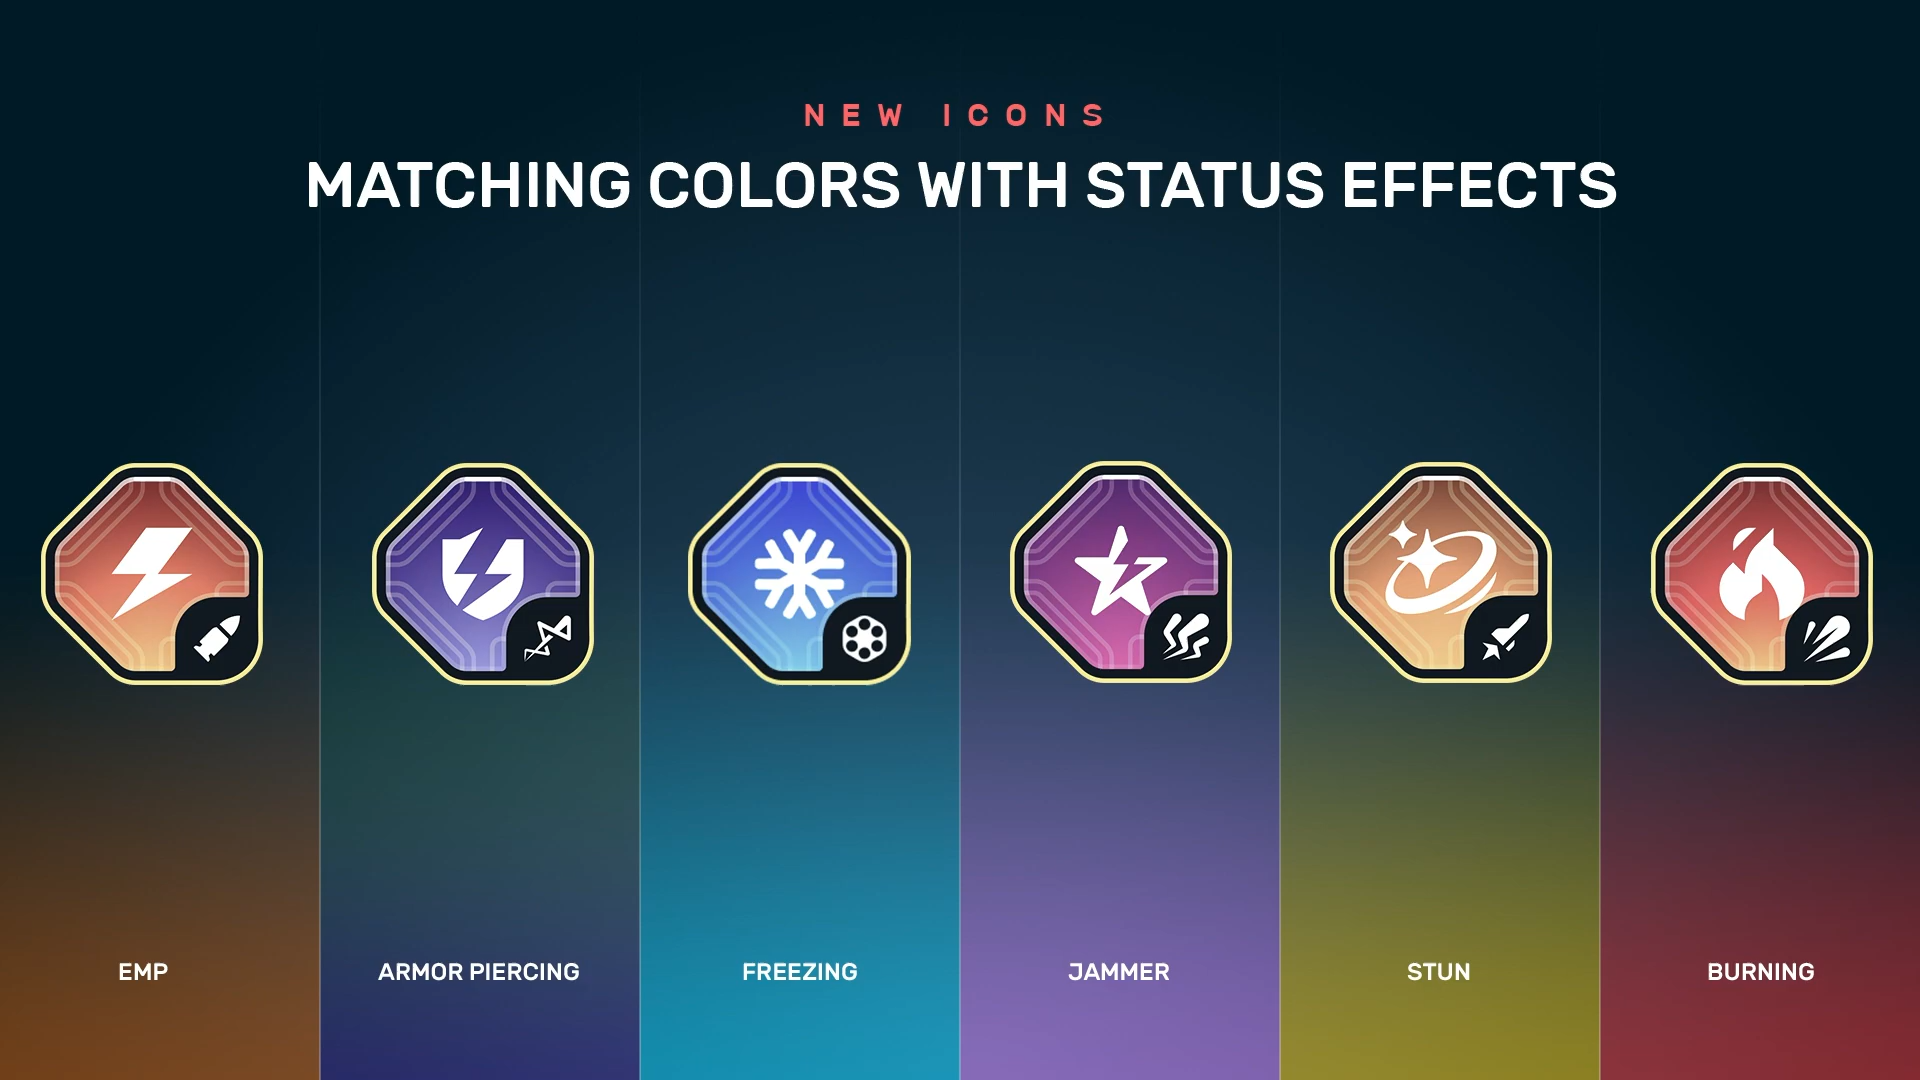 NEW ICONS
MATCHING COLORS WITH STATUS EFFECTS
EMP
ARMOR PIERCING
FREEZING
JAMMER
STUN
BURNING